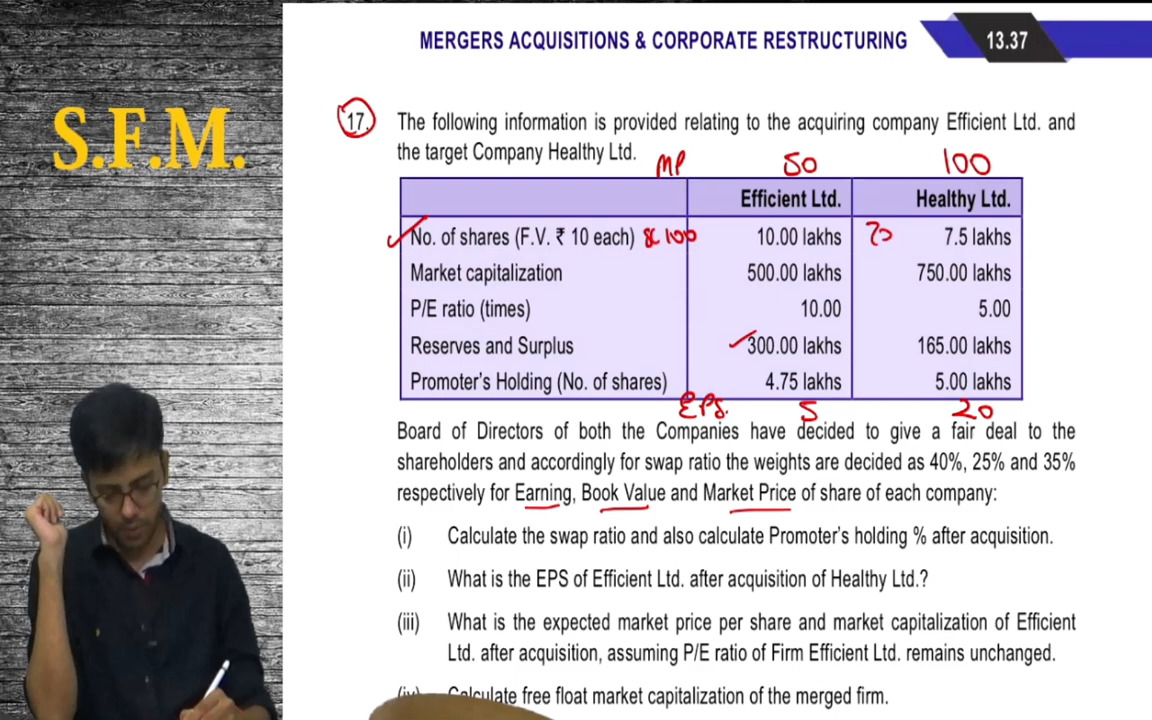 MERGERS ACQUISITIONS & CORPORATE RESTRUCTURING 13.37
S.F.M.
17. The following information is provided relating to the acquiring company Efficient Ltd. and
the target Company Healthy Ltd.
MP 50 100
Efficient Ltd. Healthy Ltd.
No. of shares (F.V. ₹ 10 each) 100 10.00 lakhs 7.5 lakhs
Market capitalization 500.00 lakhs 750.00 lakhs
P/E ratio (times) 10.00 5.00
Reserves and Surplus 300.00 lakhs 165.00 lakhs
Promoter's Holding (No. of shares) 4.75 lakhs 5.00 lakhs
EPS. 5 20
Board of Directors of both the Companies have decided to give a fair deal to the
shareholders and accordingly for swap ratio the weights are decided as 40%, 25% and 35%
respectively for Earning, Book Value and Market Price of share of each company:
(i) Calculate the swap ratio and also calculate Promoter's holding % after acquisition.
(ii) What is the EPS of Efficient Ltd. after acquisition of Healthy Ltd.?
(iii) What is the expected market price per share and market capitalization of Efficient
Ltd. after acquisition, assuming P/E ratio of Firm Efficient Ltd. remains unchanged.
(iv) Calculate free float market capitalization of the merged firm.